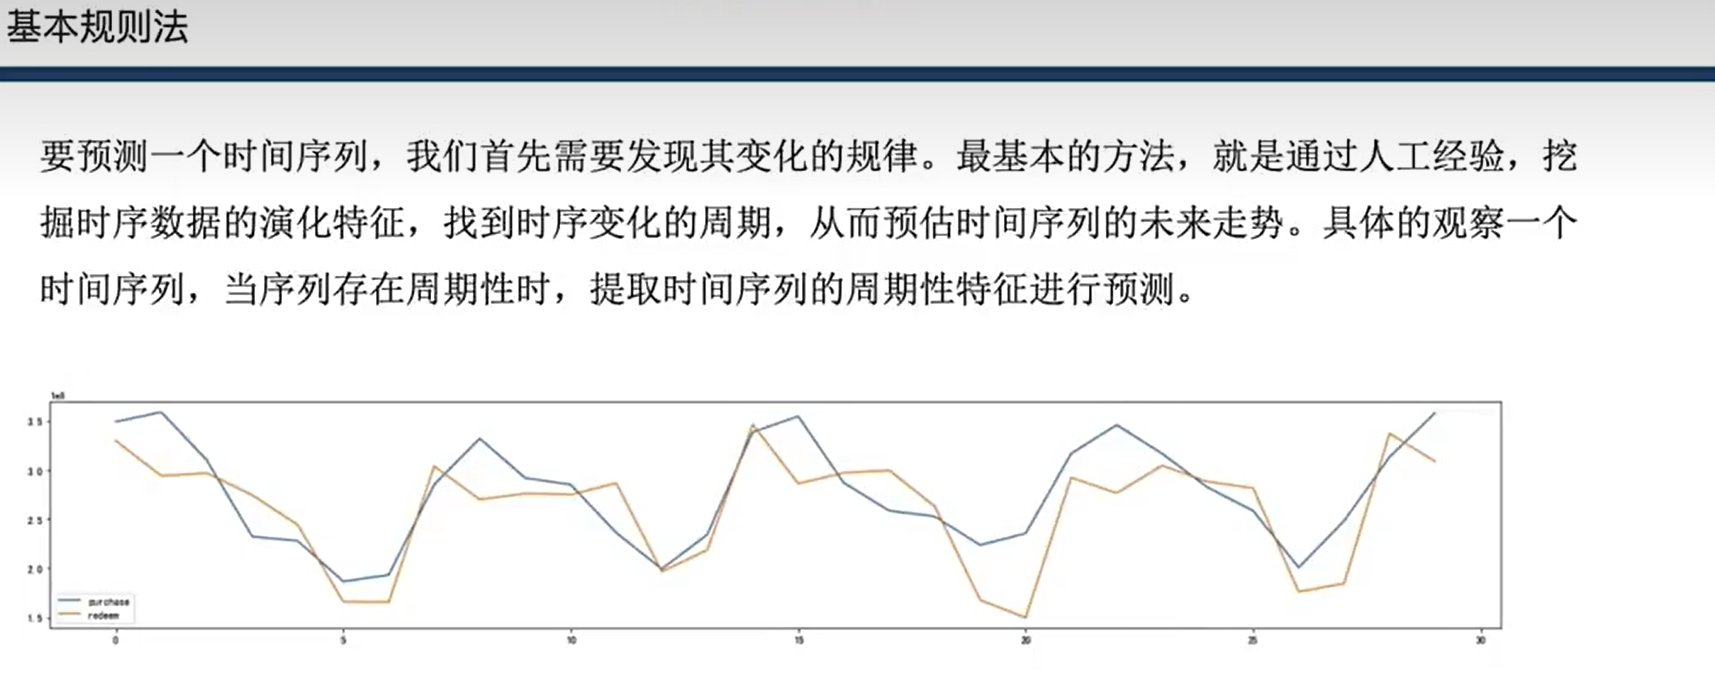 基本规则法
要预测一个时间序列，我们首先需要发现其变化的规律。最基本的方法，就是通过人工经验，挖
掘时序数据的演化特征，找到时序变化的周期，从而预估时间序列的未来走势。具体的观察一个
时间序列，当序列存在周期性时，提取时间序列的周期性特征进行预测。
1e8
3.5
3.0
2.5
2.0
1.5
purchase
redeem
0 5 10 15 20 25 30